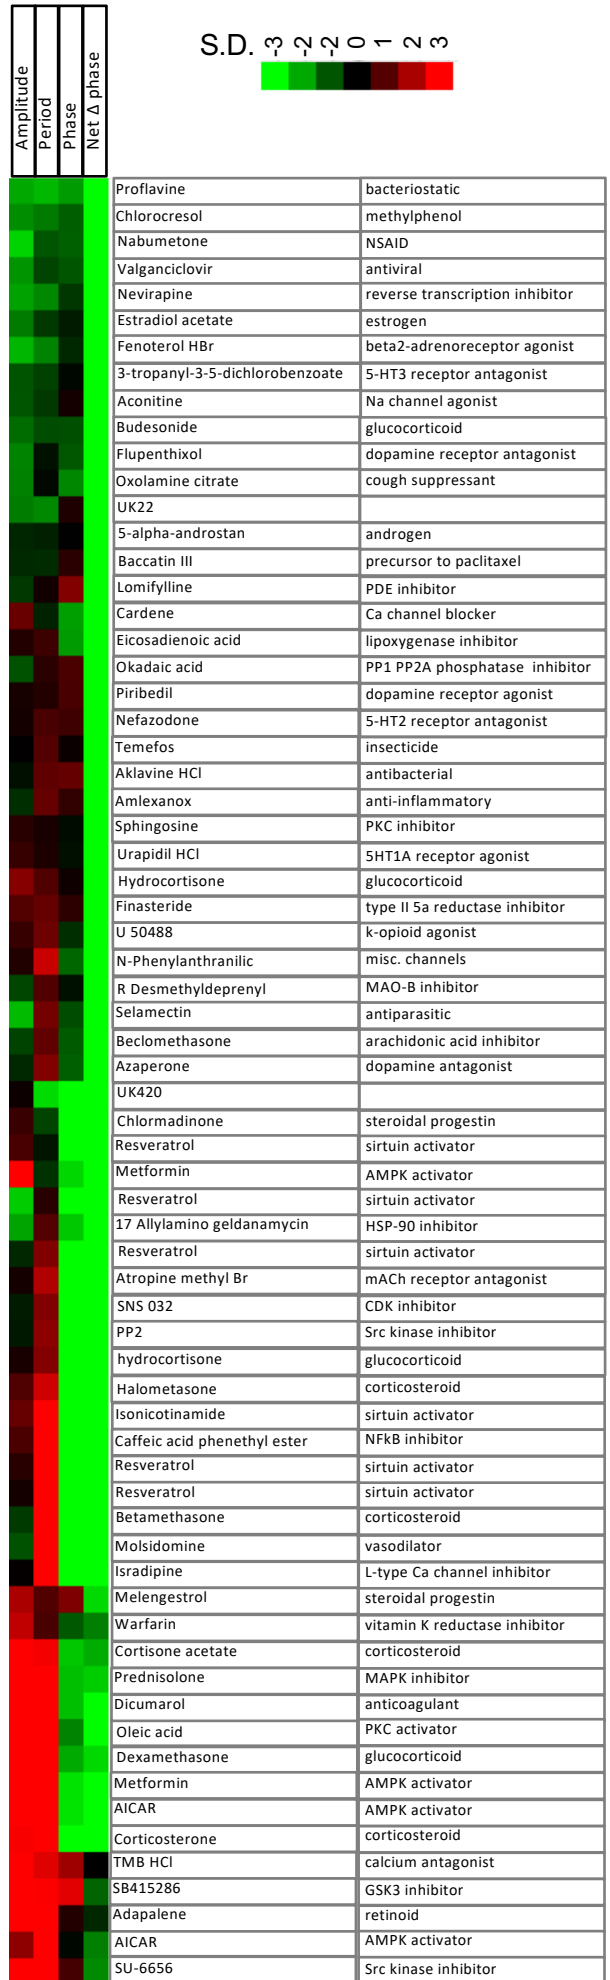 S.D. -3 -2 -2 0 1 2 3
Amplitude Period Phase Net Δ phase
Proflavine bacteriostatic
Chlorocresol methylphenol
Nabumetone NSAID
Valganciclovir antiviral
Nevirapine reverse transcription inhibitor
Estradiol acetate estrogen
Fenoterol HBr beta2-adrenoreceptor agonist
3-tropanyl-3-5-dichlorobenzoate 5-HT3 receptor antagonist
Aconitine Na channel agonist
Budesonide glucocorticoid
Flupenthixol dopamine receptor antagonist
Oxolamine citrate cough suppressant
UK22
5-alpha-androstan androgen
Baccatin III precursor to paclitaxel
Lomifylline PDE inhibitor
Cardene Ca channel blocker
Eicosadienoic acid lipoxygenase inhibitor
Okadaic acid PP1 PP2A phosphatase inhibitor
Piribedil dopamine receptor agonist
Nefazodone 5-HT2 receptor antagonist
Temefos insecticide
Aklavine HCl antibacterial
Amlexanox anti-inflammatory
Sphingosine PKC inhibitor
Urapidil HCl 5HT1A receptor agonist
Hydrocortisone glucocorticoid
Finasteride type II 5a reductase inhibitor
U 50488 k-opioid agonist
N-Phenylanthranilic misc. channels
R Desmethyldeprenyl MAO-B inhibitor
Selamectin antiparasitic
Beclomethasone arachidonic acid inhibitor
Azaperone dopamine antagonist
UK420
Chlormadinone steroidal progestin
Resveratrol sirtuin activator
Metformin AMPK activator
Resveratrol sirtuin activator
17 Allylamino geldanamycin HSP-90 inhibitor
Resveratrol sirtuin activator
Atropine methyl Br mACh receptor antagonist
SNS 032 CDK inhibitor
PP2 Src kinase inhibitor
hydrocortisone glucocorticoid
Halometasone corticosteroid
Isonicotinamide sirtuin activator
Caffeic acid phenethyl ester NFkB inhibitor
Resveratrol sirtuin activator
Resveratrol sirtuin activator
Betamethasone corticosteroid
Molsidomine vasodilator
Isradipine L-type Ca channel inhibitor
Melengestrol steroidal progestin
Warfarin vitamin K reductase inhibitor
Cortisone acetate corticosteroid
Prednisolone MAPK inhibitor
Dicumarol anticoagulant
Oleic acid PKC activator
Dexamethasone glucocorticoid
Metformin AMPK activator
AICAR AMPK activator
Corticosterone corticosteroid
TMB HCl calcium antagonist
SB415286 GSK3 inhibitor
Adapalene retinoid
AICAR AMPK activator
SU-6656 Src kinase inhibitor